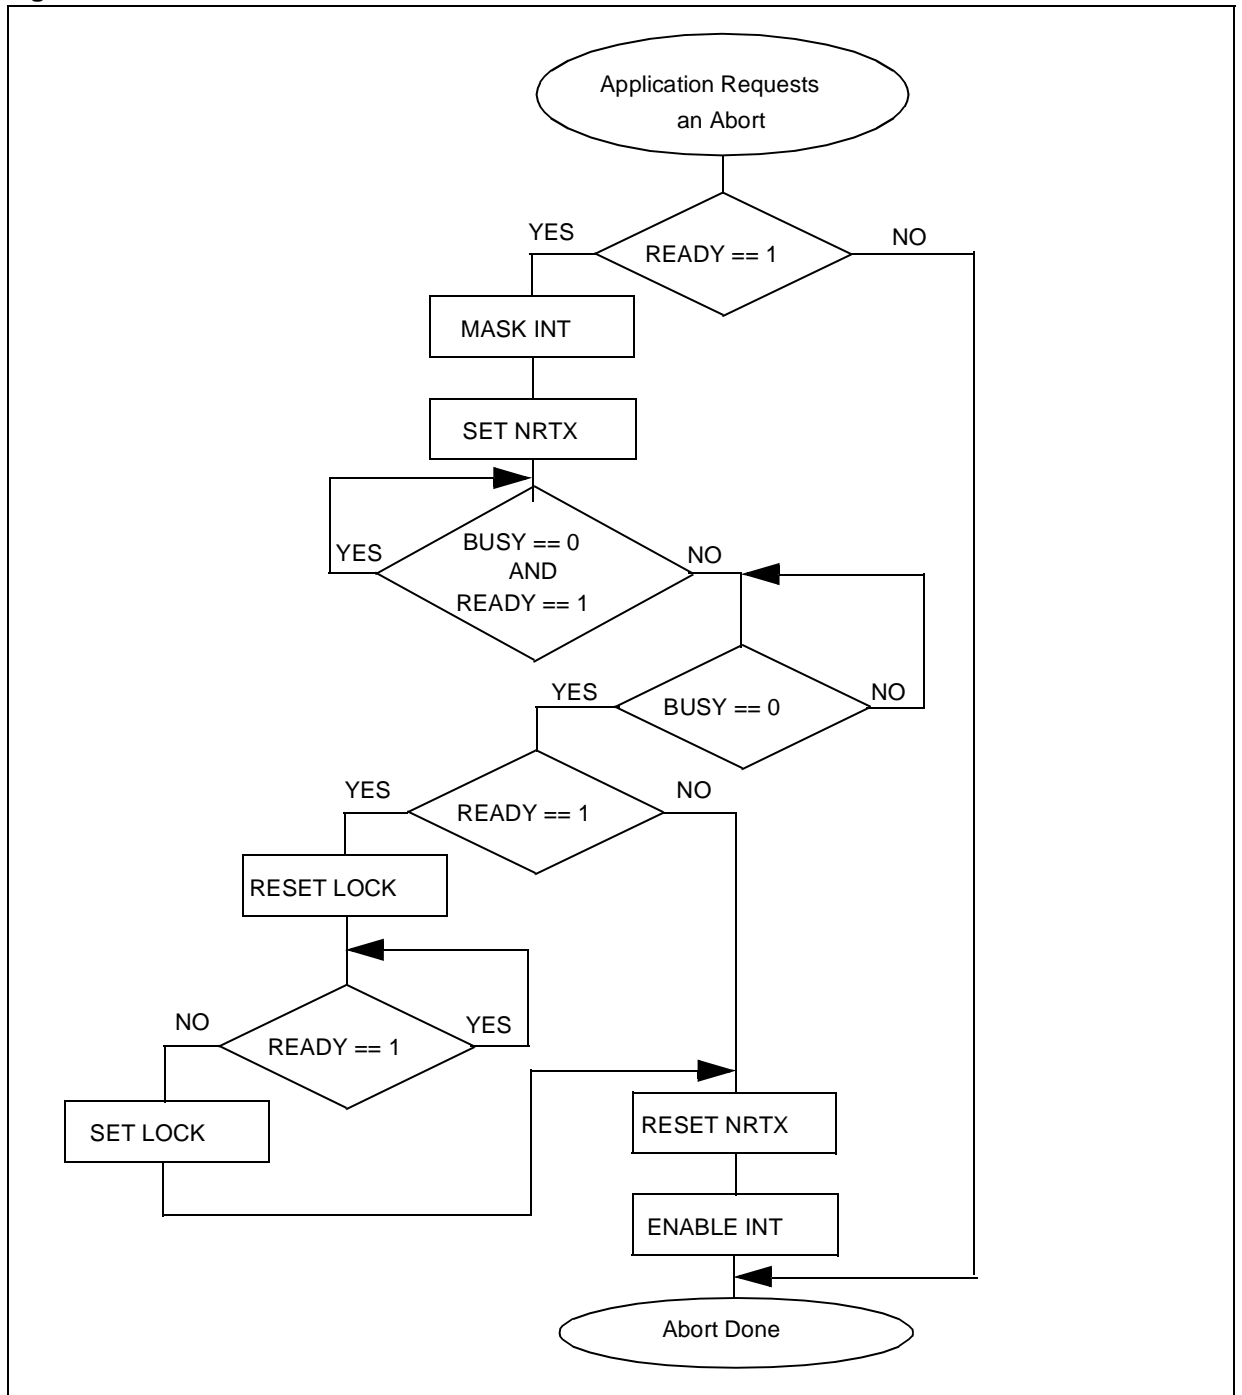 Application Requests
an Abort
YES
NO
READY == 1
MASK INT
SET NRTX
YES
BUSY == 0
AND
READY == 1
NO
YES
BUSY == 0
NO
YES
READY == 1
NO
RESET LOCK
NO
READY == 1
YES
SET LOCK
RESET NRTX
ENABLE INT
Abort Done